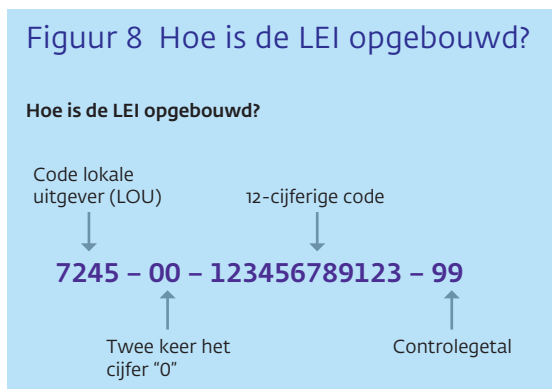 Figuur 8 Hoe is de LEI opgebouwd?
Hoe is de LEI opgebouwd?
Code lokale
uitgever (LOU)
12-cijferige code
7245 – 00 – 123456789123 – 99
Twee keer het
cijfer “0”
Controlegetal